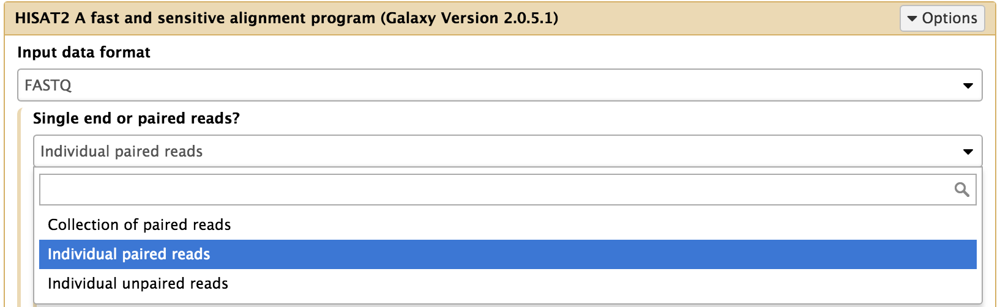 HISAT2 A fast and sensitive alignment program (Galaxy Version 2.0.5.1)
Options
Input data format
FASTQ
Single end or paired reads?
Individual paired reads
Collection of paired reads
Individual paired reads
Individual unpaired reads